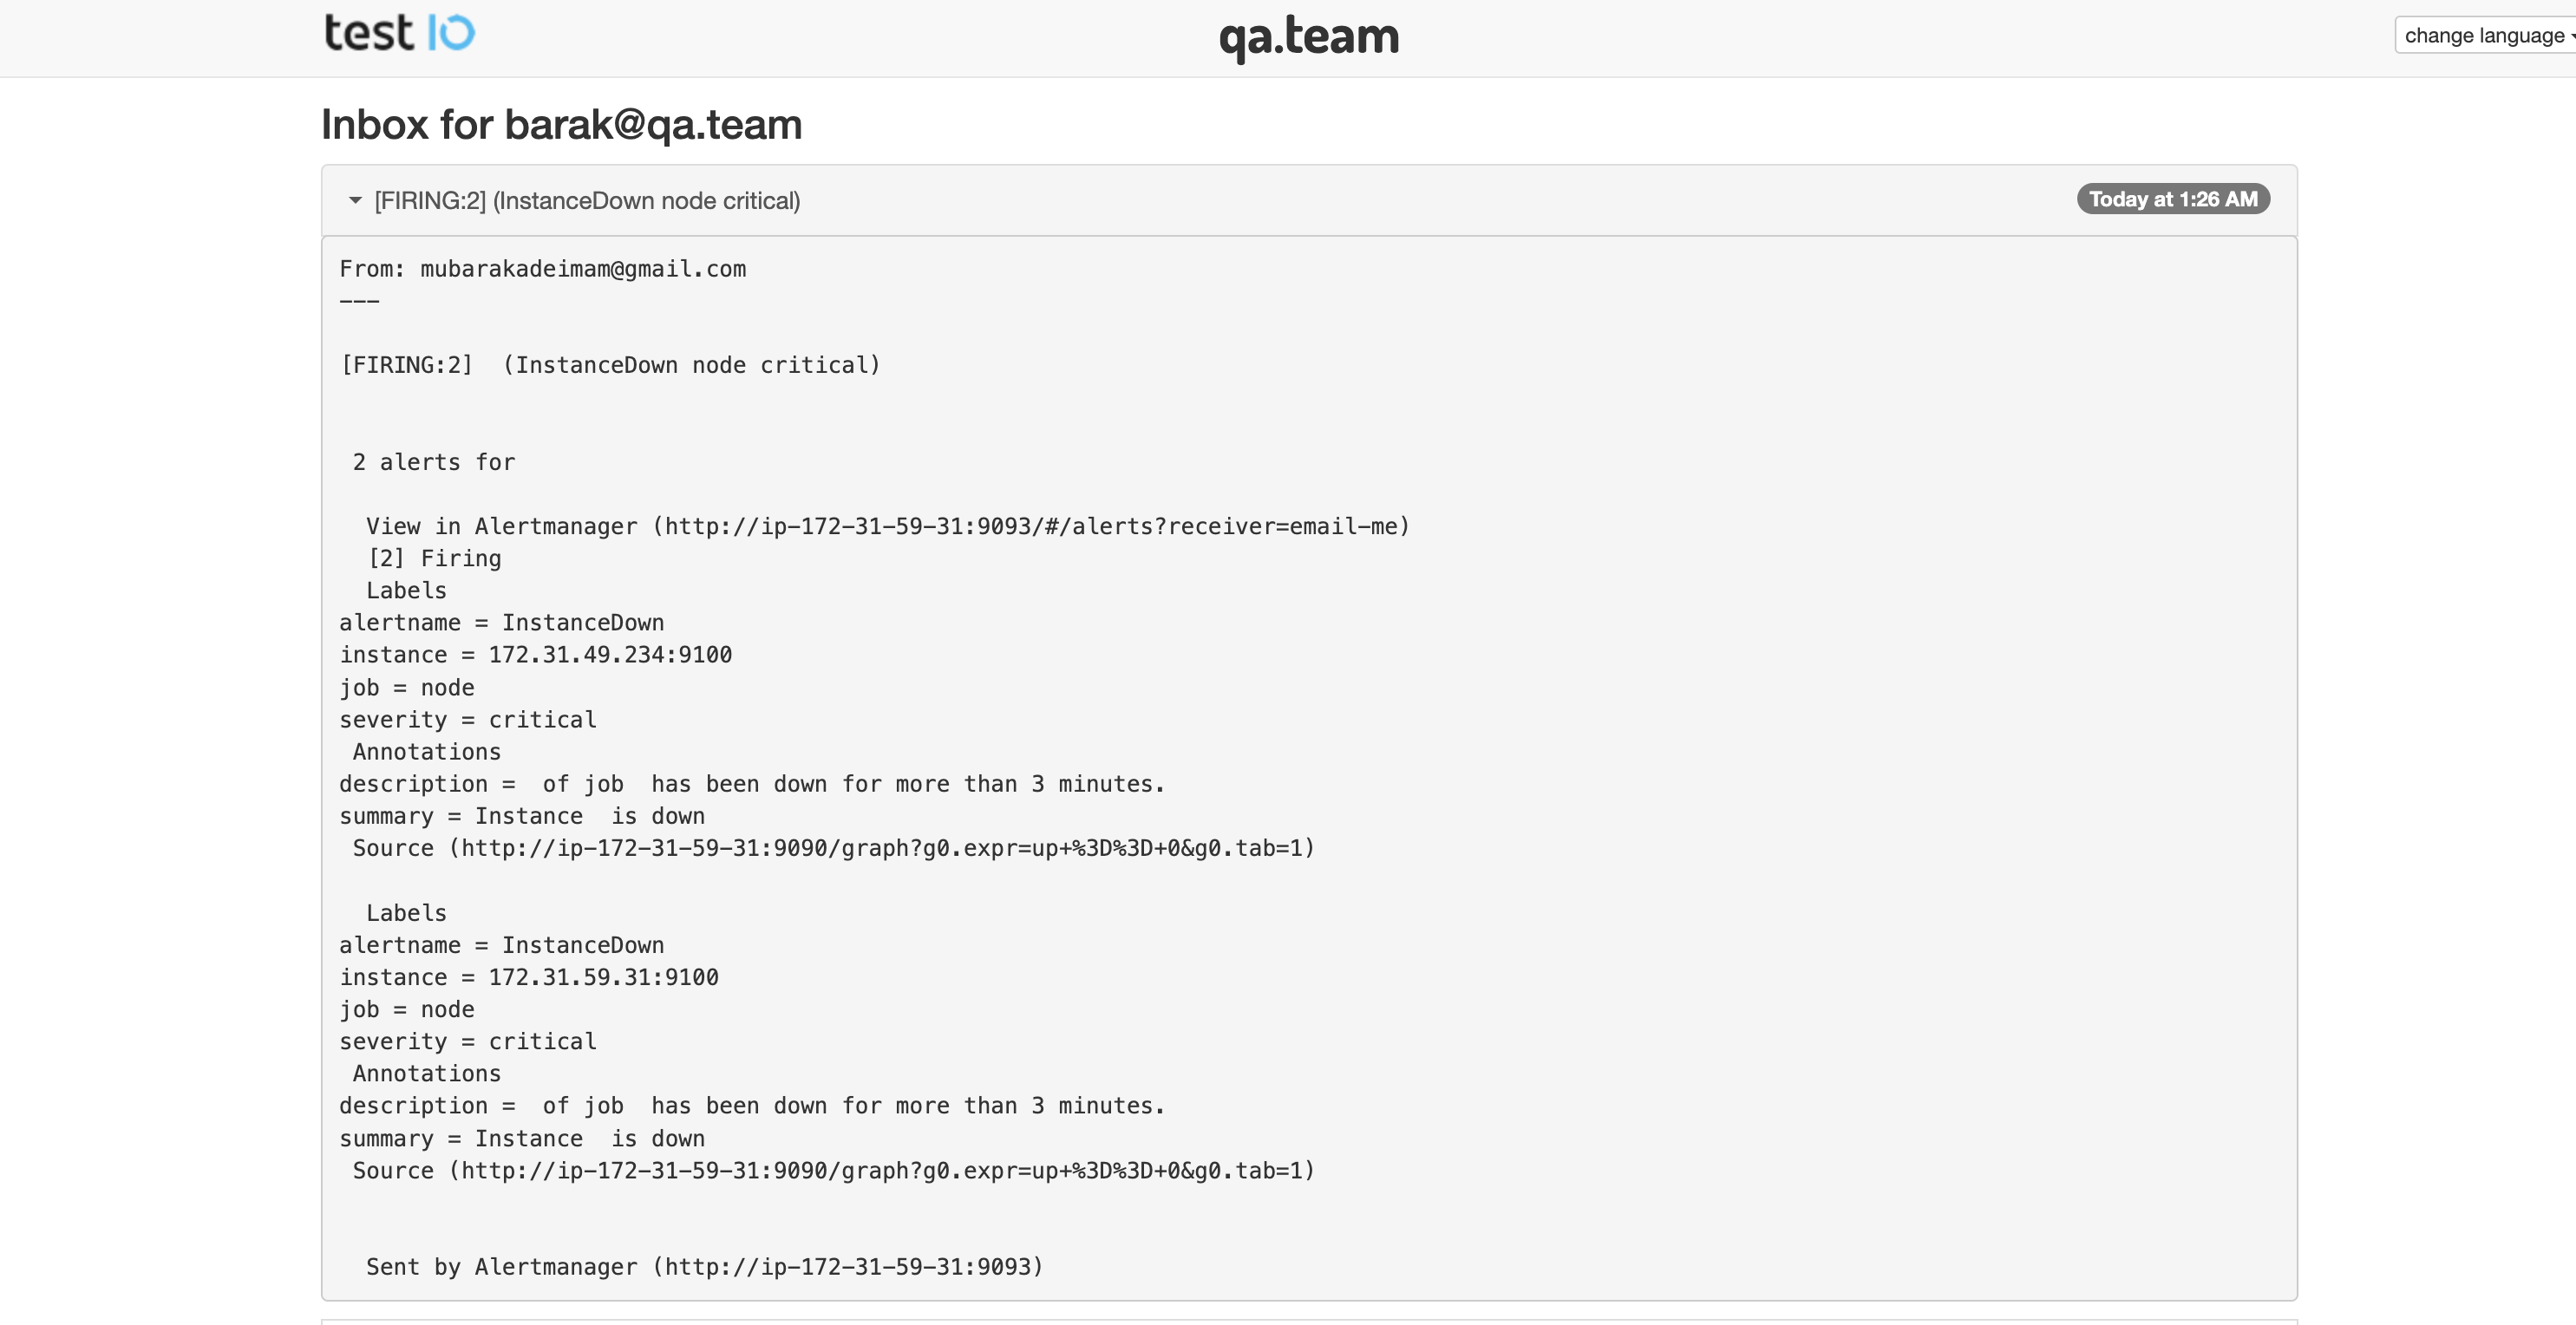 test IO
qa.team
change language
Inbox for barak@qa.team
[FIRING:2] (InstanceDown node critical)
Today at 1:26 AM
From: mubarakadeimam@gmail.com
---
[FIRING:2]  (InstanceDown node critical)
2 alerts for
View in Alertmanager (http://ip-172-31-59-31:9093/#/alerts?receiver=email-me)
[2] Firing
Labels
alertname = InstanceDown
instance = 172.31.49.234:9100
job = node
severity = critical
Annotations
description =  of job  has been down for more than 3 minutes.
summary = Instance  is down
Source (http://ip-172-31-59-31:9090/graph?g0.expr=up+%3D%3D+0&g0.tab=1)
Labels
alertname = InstanceDown
instance = 172.31.59.31:9100
job = node
severity = critical
Annotations
description =  of job  has been down for more than 3 minutes.
summary = Instance  is down
Source (http://ip-172-31-59-31:9090/graph?g0.expr=up+%3D%3D+0&g0.tab=1)
Sent by Alertmanager (http://ip-172-31-59-31:9093)